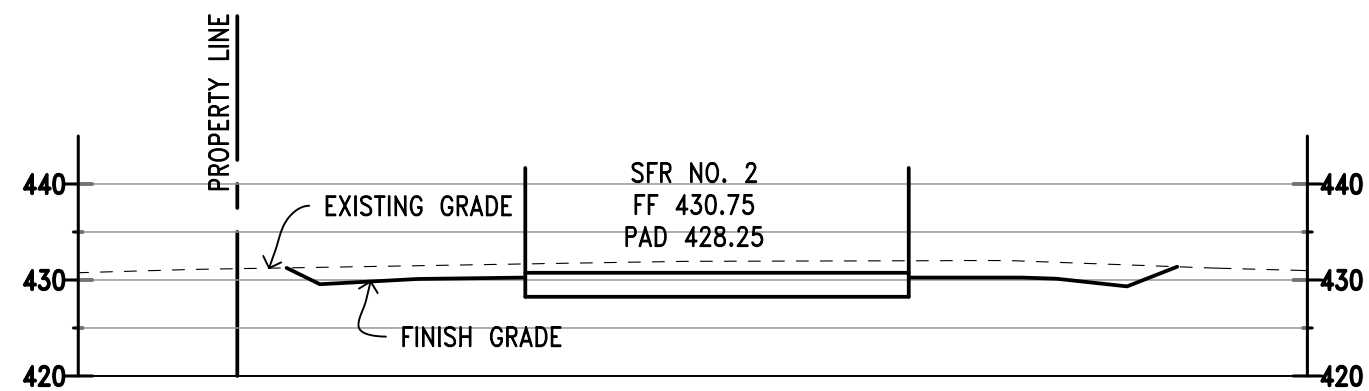 PROPERTY LINE
SFR NO. 2
FF 430.75
PAD 428.25
440
440
EXISTING GRADE
430
430
FINISH GRADE
420
420